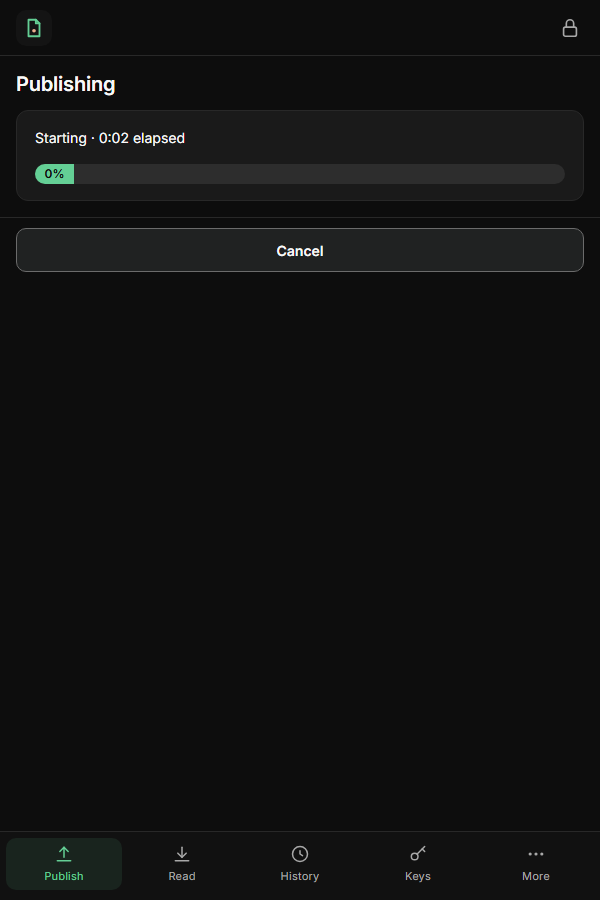 Publishing
Starting · 0:02 elapsed
0%
Cancel
Publish
Read
History
Keys
More